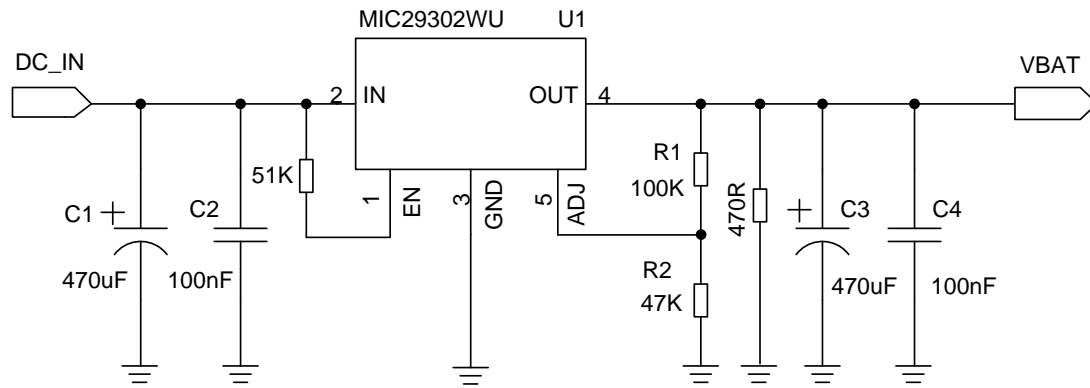 MIC29302WU U1
DC_IN
VBAT
2 IN
OUT 4
51K
1
EN
3
GND
5
ADJ
R1
100K
470R
C1
C2
C3
C4
R2
47K
470uF
100nF
470uF
100nF